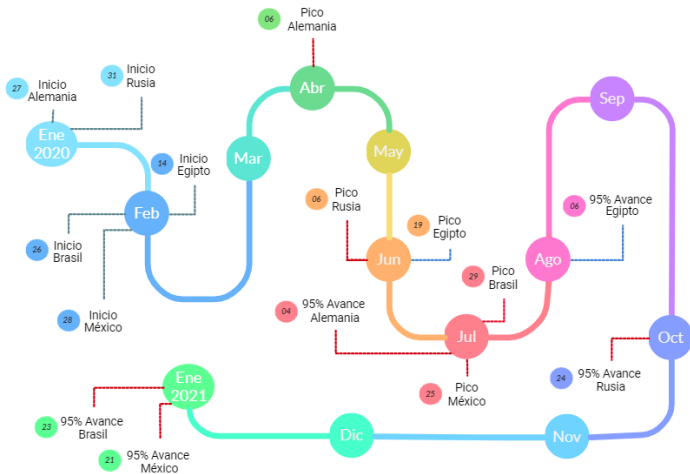 06
Pico
Alemania
27
Inicio
Alemania
31
Inicio
Rusia
Ene
2020
14
Inicio
Egipto
Feb
26
Inicio
Brasil
28
Inicio
México
Mar
Abr
May
06
Pico
Rusia
19
Pico
Egipto
Jun
04
95% Avance
Alemania
29
Pico
Brasil
Jul
25
Pico
México
Ago
06
95% Avance
Egipto
Sep
Oct
24
95% Avance
Rusia
Nov
Dic
Ene
2021
23
95% Avance
Brasil
21
95% Avance
México